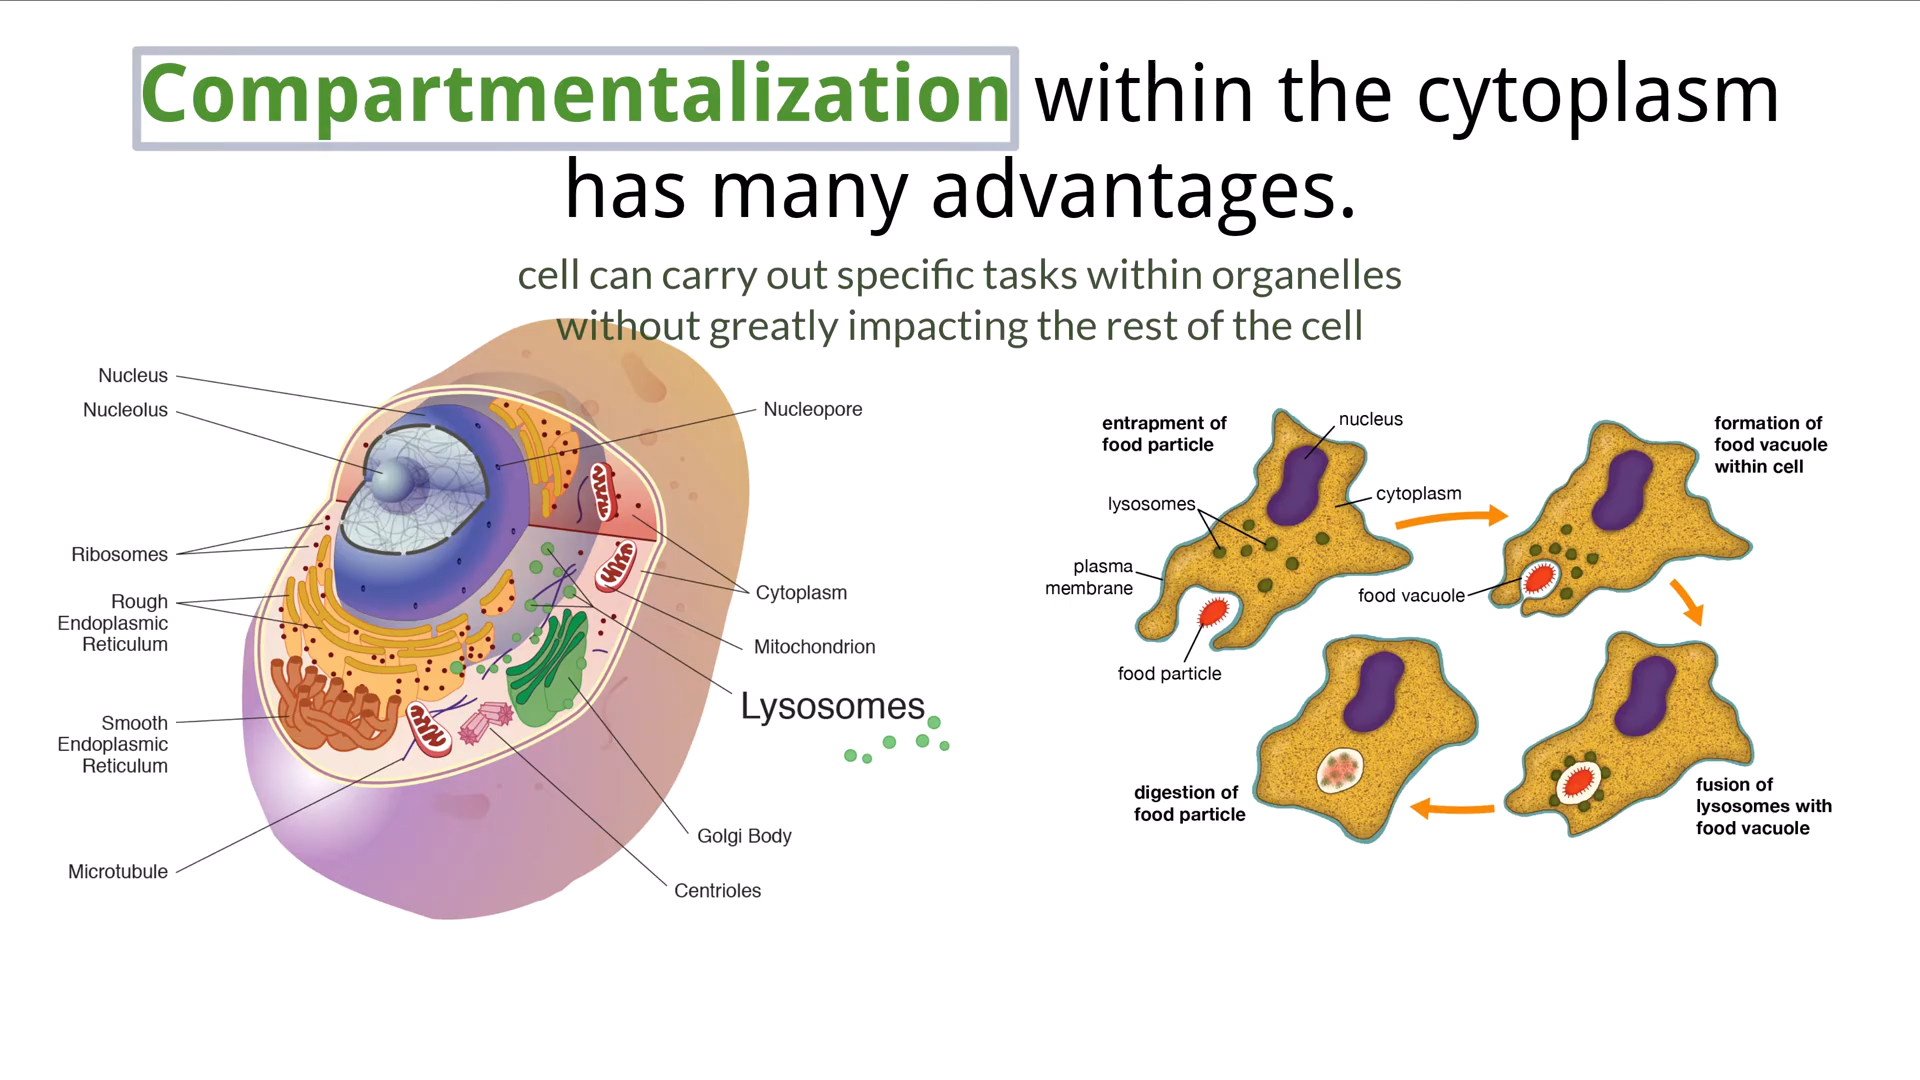 Compartmentalization within the cytoplasm
has many advantages.
cell can carry out specific tasks within organelles
without greatly impacting the rest of the cell
Nucleus
Nucleolus
Ribosomes
Rough
Endoplasmic
Reticulum
Smooth
Endoplasmic
Reticulum
Microtubule
Nucleopore
Cytoplasm
Mitochondrion
Lysosomes
Golgi Body
Centrioles
entrapment of
food particle
nucleus
lysosomes
cytoplasm
plasma
membrane
food particle
formation of
food vacuole
within cell
food vacuole
fusion of
lysosomes with
food vacuole
digestion of
food particle